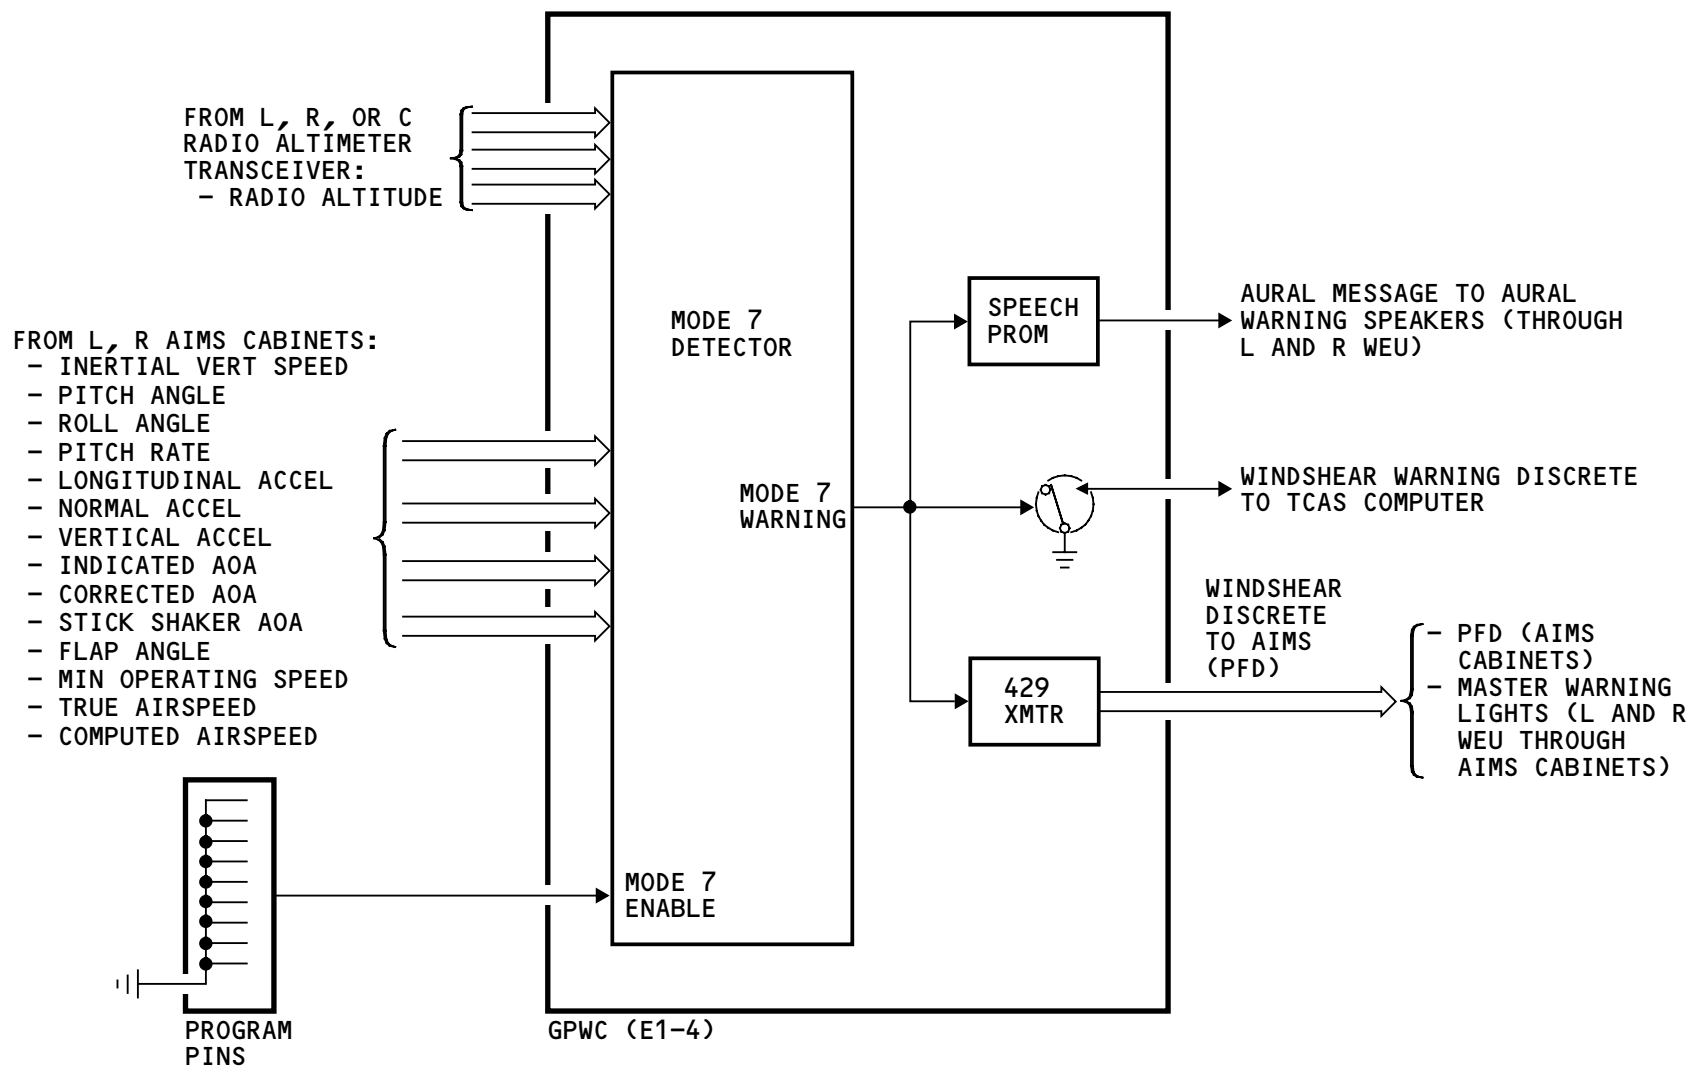 FROM L, R, OR C
RADIO ALTIMETER
TRANSCEIVER:
- RADIO ALTITUDE
FROM L, R AIMS CABINETS:
- INERTIAL VERT SPEED
- PITCH ANGLE
- ROLL ANGLE
- PITCH RATE
- LONGITUDINAL ACCEL
- NORMAL ACCEL
- VERTICAL ACCEL
- INDICATED AOA
- CORRECTED AOA
- STICK SHAKER AOA
- FLAP ANGLE
- MIN OPERATING SPEED
- TRUE AIRSPEED
- COMPUTED AIRSPEED
PROGRAM
PINS
MODE 7
DETECTOR
MODE 7
WARNING
MODE 7
ENABLE
GPWC (E1-4)
SPEECH
PROM
429
XMTR
AURAL MESSAGE TO AURAL
WARNING SPEAKERS (THROUGH
L AND R WEU)
WINDSHEAR WARNING DISCRETE
TO TCAS COMPUTER
WINDSHEAR
DISCRETE
TO AIMS
(PFD)
- PFD (AIMS
CABINETS)
- MASTER WARNING
LIGHTS (L AND R
WEU THROUGH
AIMS CABINETS)